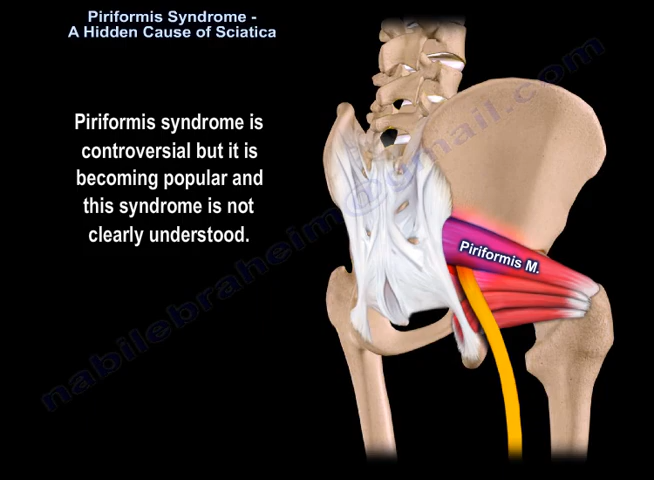 Piriformis Syndrome -
A Hidden Cause of Sciatica
Piriformis syndrome is
controversial but it is
becoming popular and
this syndrome is not
clearly understood.
Piriformis M.
nabilebraheim@gmail.com